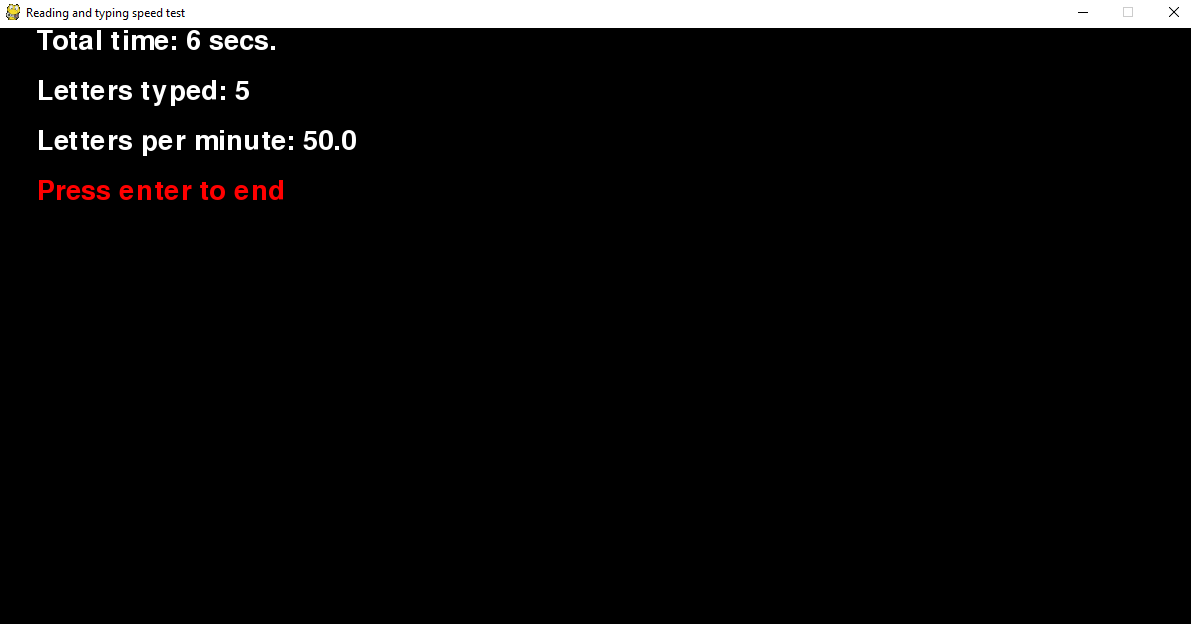 Reading and typing speed test
Total time: 6 secs.
Letters typed: 5
Letters per minute: 50.0
Press enter to end